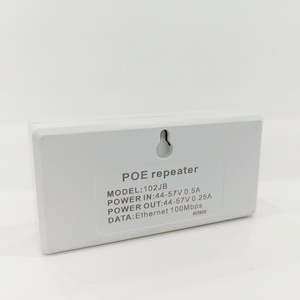 POE repeater
MODEL:102JB
POWER IN:44-57V 0.5A
POWER OUT:44-57V 0.25A
DATA:Ethernet 100Mbps